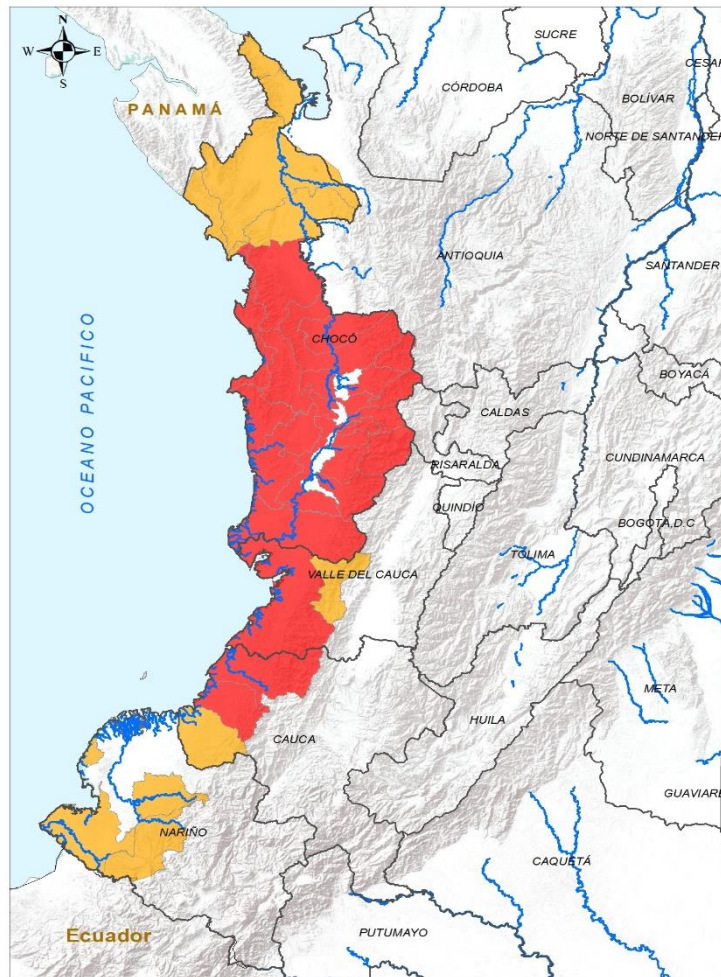 N
W E
S
SUCRE
CESAR
CÓRDOBA
BOLÍVAR
PANAMÁ
NORTE DE SANTANDER
ANTIOQUIA
SANTANDER
OCEANO PACIFICO
CHOCÓ
BOYACÁ
CALDAS
CUNDINAMARCA
RISARALDA
QUINDÍO
BOGOTÁ,D.C
TOLIMA
VALLE DEL CAUCA
META
HUILA
CAUCA
GUAVIARE
NARIÑO
CAQUETÁ
Ecuador
PUTUMAYO